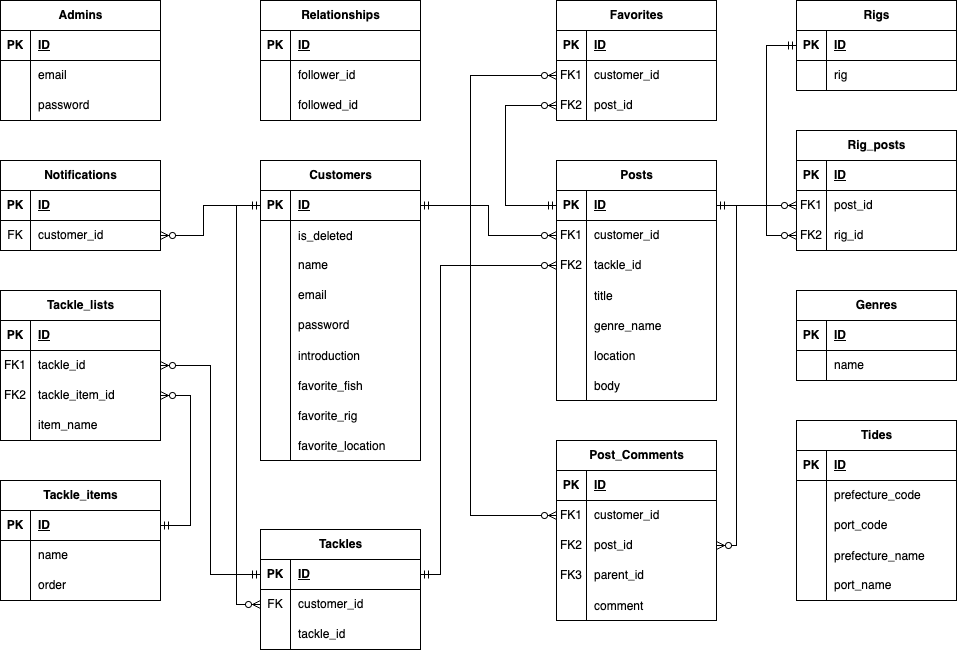 Admins
PK ID
email
password
Relationships
PK ID
follower_id
followed_id
Favorites
PK ID
FK1 customer_id
FK2 post_id
Rigs
PK ID
rig
Notifications
PK ID
FK customer_id
Customers
PK ID
is_deleted
name
email
password
introduction
favorite_fish
favorite_rig
favorite_location
Posts
PK ID
FK1 customer_id
FK2 tackle_id
title
genre_name
location
body
Rig_posts
PK ID
FK1 post_id
FK2 rig_id
Tackle_lists
PK ID
FK1 tackle_id
FK2 tackle_item_id
item_name
Genres
PK ID
name
Tackle_items
PK ID
name
order
Tackles
PK ID
FK customer_id
tackle_id
Post_Comments
PK ID
FK1 customer_id
FK2 post_id
FK3 parent_id
comment
Tides
PK ID
prefecture_code
port_code
prefecture_name
port_name